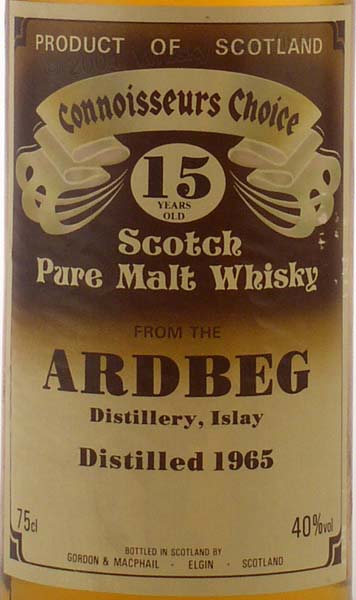 PRODUCT OF SCOTLAND
Connoisseurs Choice
15
YEARS
OLD
Scotch
Pure Malt Whisky
FROM THE
ARDBEG
Distillery, Islay
Distilled 1965
75cl 40%vol
BOTTLED IN SCOTLAND BY
GORDON & MACPHAIL - ELGIN - SCOTLAND